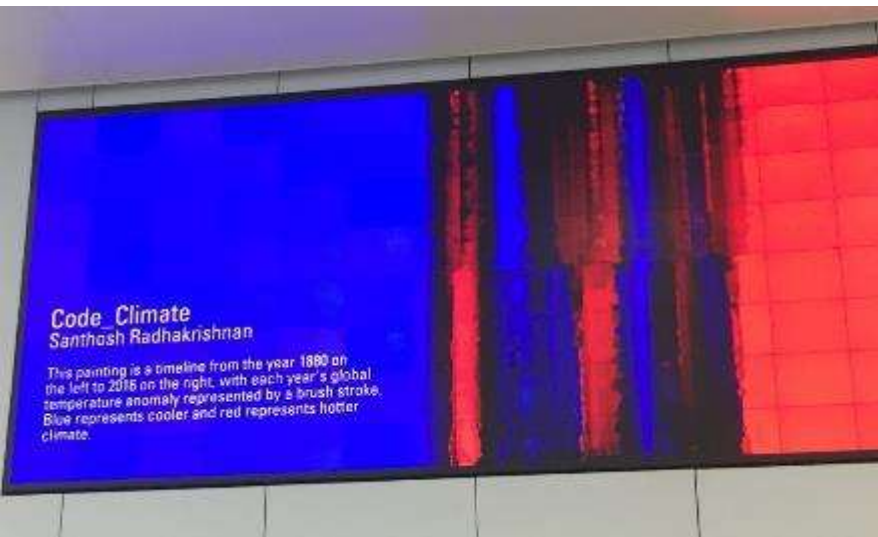 Code_Climate
Santhosh Radhakrishnan
This painting is a timeline from the year 1880 on
the left to 2016 on the right, with each year's global
temperature anomaly represented by a brush stroke.
Blue represents cooler and red represents hotter
climate.